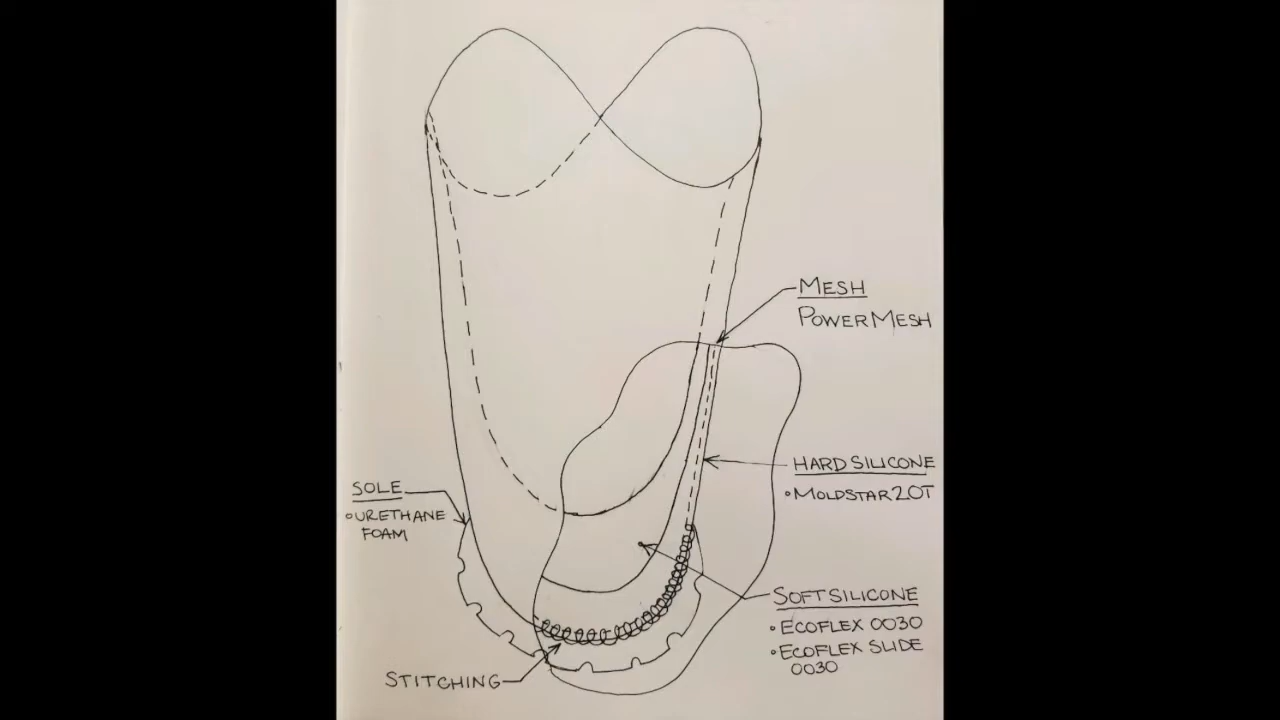 MESH
POWERMESH
HARD SILICONE
• MOLDSTAR 20T
SOLE
• URETHANE
FOAM
SOFT SILICONE
• ECOFLEX 0030
• ECOFLEX SLIDE
0030
STITCHING